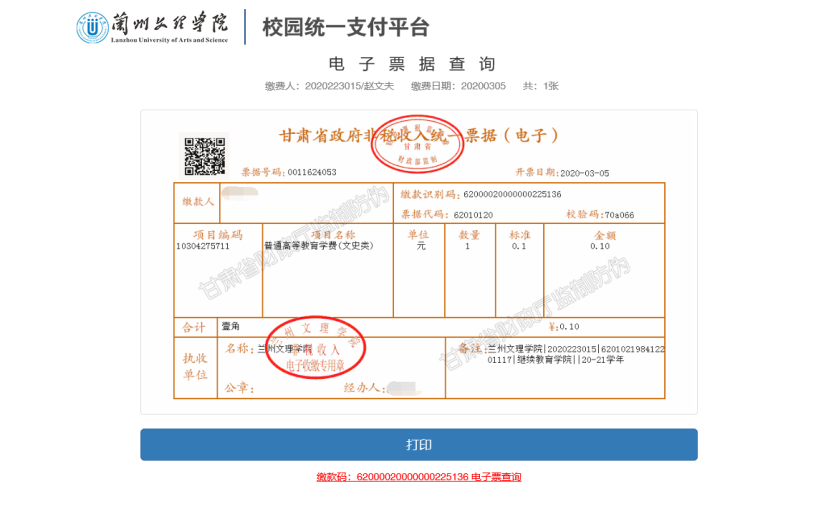 兰州文理学院
Lanzhou University of Arts and Science
校园统一支付平台
电子票据查询
缴费人：2020223015/赵文夫 缴费日期：20200305 共：1张
甘肃省政府非税收入统一票据（电子）
甘肃省
财政部监制
票据号码：0011624053 开票日期：2020-03-05
缴款人 缴款识别码：62000020000000225136
票据代码：62010120 校验码：70a066
项目编码 项目名称 单位 数量 标准 金额
10304275711 普通高等教育学费(文史类) 元 1 0.1 0.10
合计 壹角 ¥:0.10
执收单位 名称：兰州文理学院 备注：兰州文理学院|2020223015|6201021984122
01117|继续教育学院||20-21学年
公章： 经办人：
兰州文理学院
非税收入
电子收缴专用章
甘肃省财政厅监制防伪
甘肃省财政厅监制防伪
打印
缴款码：62000020000000225136 电子票查询